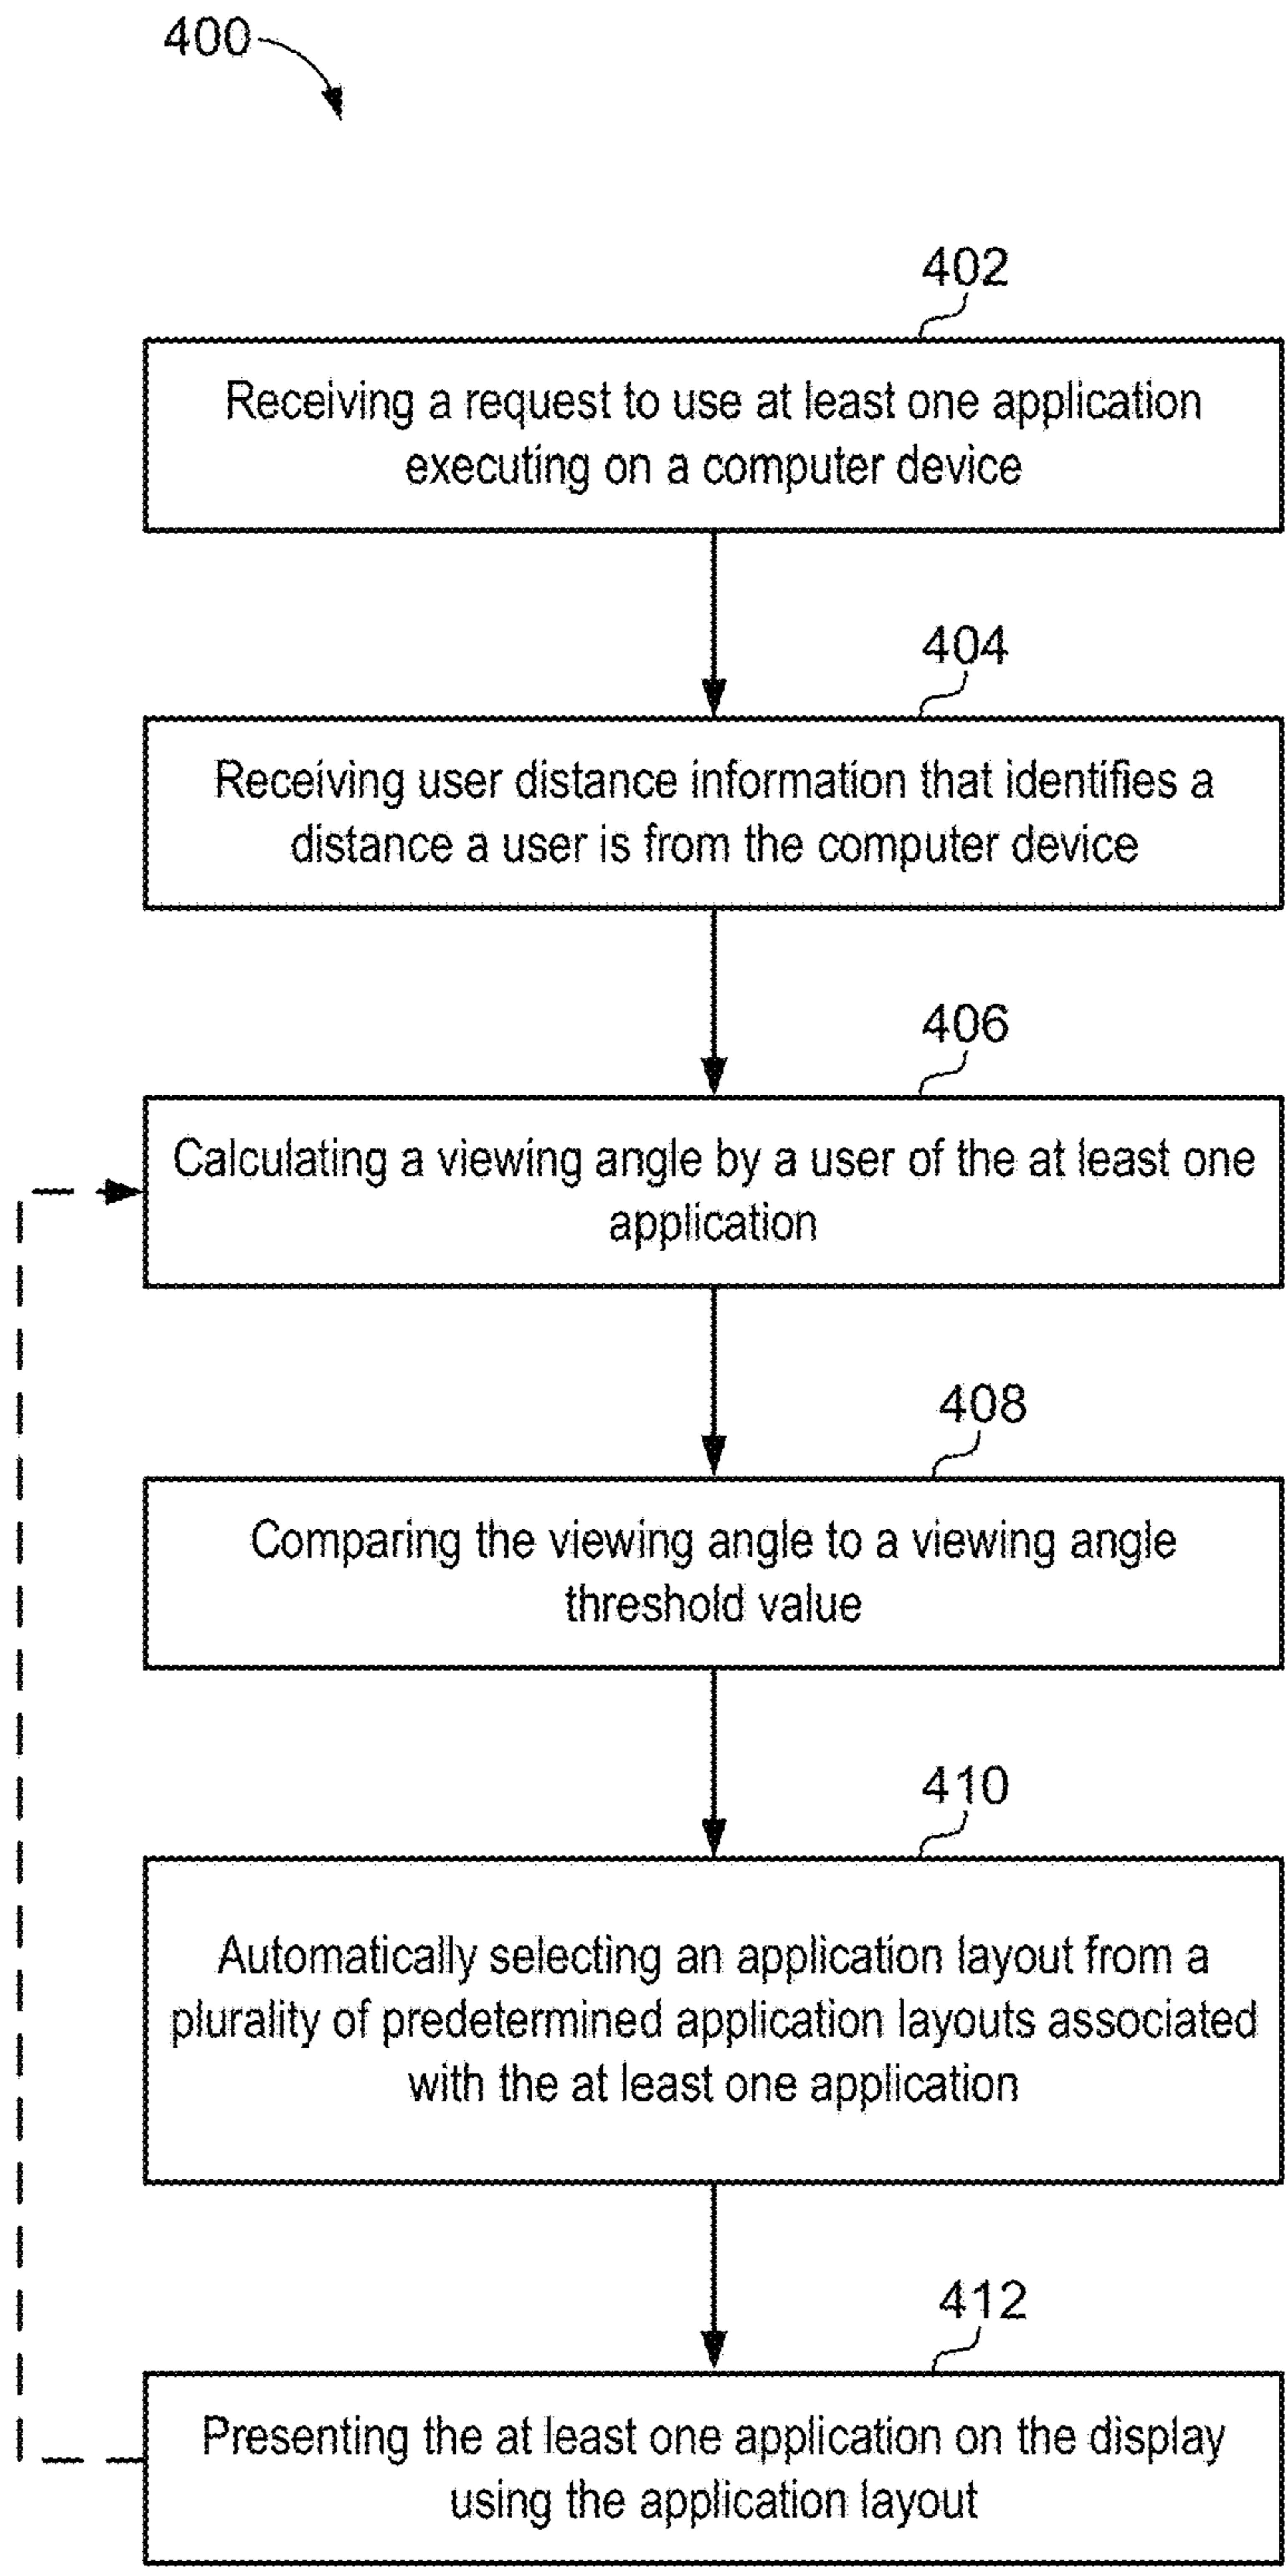 400
402
Receiving a request to use at least one application
executing on a computer device
404
Receiving user distance information that identifies a
distance a user is from the computer device
406
Calculating a viewing angle by a user of the at least one
application
408
Comparing the viewing angle to a viewing angle
threshold value
410
Automatically selecting an application layout from a
plurality of predetermined application layouts associated
with the at least one application
412
Presenting the at least one application on the display
using the application layout